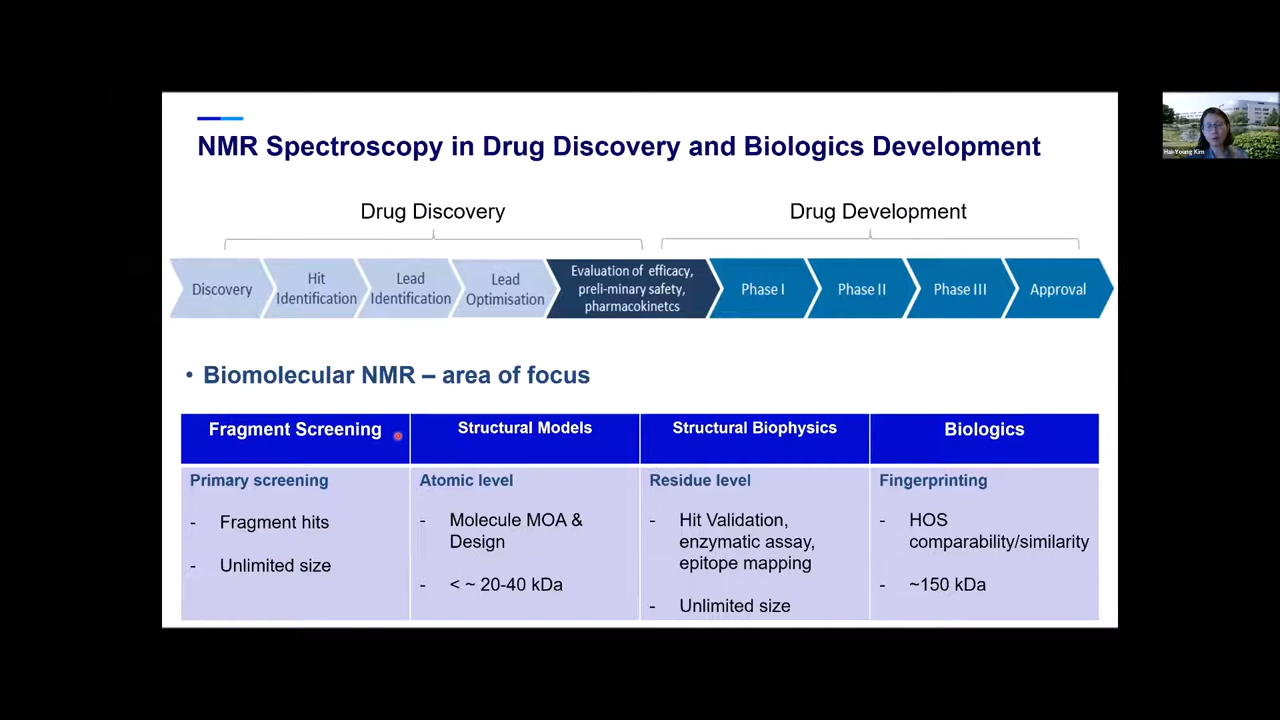 NMR Spectroscopy in Drug Discovery and Biologics Development
Drug Discovery
Drug Development
Discovery
Hit
Identification
Lead
Identification
Lead
Optimisation
Evaluation of efficacy,
preli-minary safety,
pharmacokinetcs
Phase I
Phase II
Phase III
Approval
• Biomolecular NMR – area of focus
Fragment Screening
Structural Models
Structural Biophysics
Biologics
Primary screening
- Fragment hits
- Unlimited size
Atomic level
- Molecule MOA &
Design
- < ~ 20-40 kDa
Residue level
- Hit Validation,
enzymatic assay,
epitope mapping
- Unlimited size
Fingerprinting
- HOS
comparability/similarity
- ~150 kDa
Hai-Young Kim